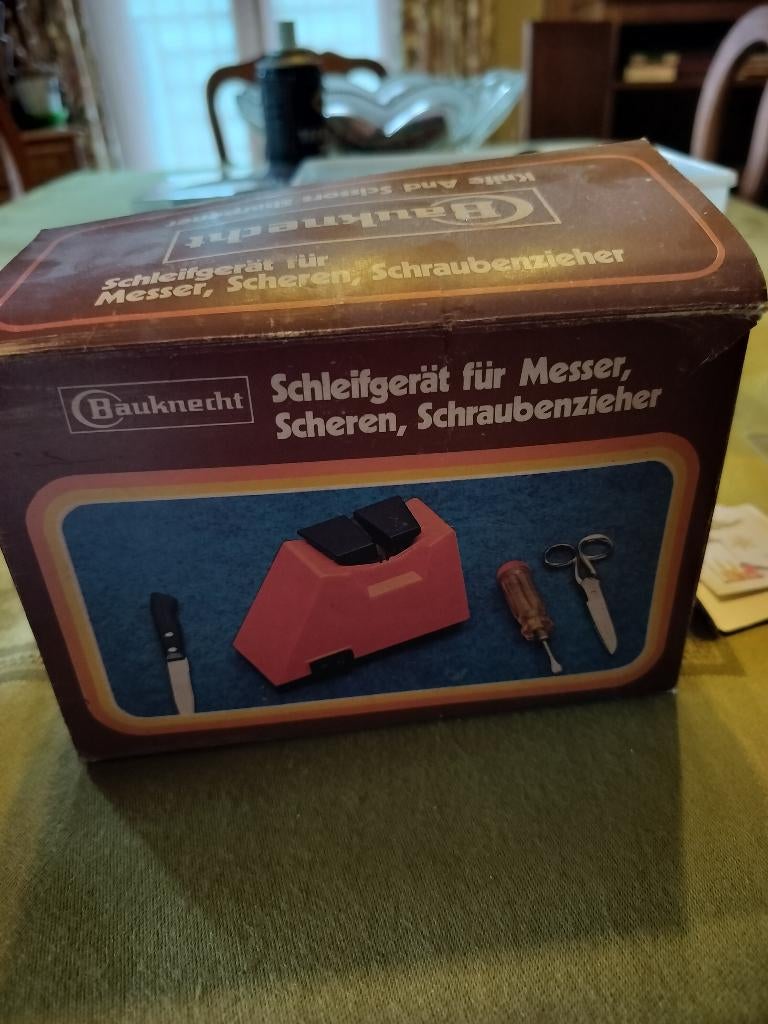 Knife And Scissors Sharpener
Bauknecht
Schleifgerät für
Messer, Scheren, Schraubenzieher
Bauknecht
Schleifgerät für Messer,
Scheren, Schraubenzieher